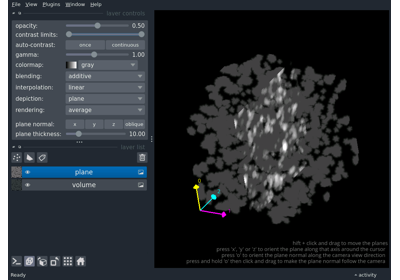 File View Plugins Window Help
layer controls
opacity: 0.50
contrast limits:
auto-contrast: once continuous
gamma: 1.00
colormap: gray
blending: additive
interpolation: linear
depiction: plane
rendering: average
plane normal: x y z oblique
plane thickness: 10.00
layer list
plane
volume
hift + click and drag to move the planes
press 'x', 'y' or 'z' to orient the plane along that axis around the cursor
press 'o' to orient the plane normal along the camera view direction
press and hold 'o' then click and drag to make the plane normal follow the camera
Ready activity